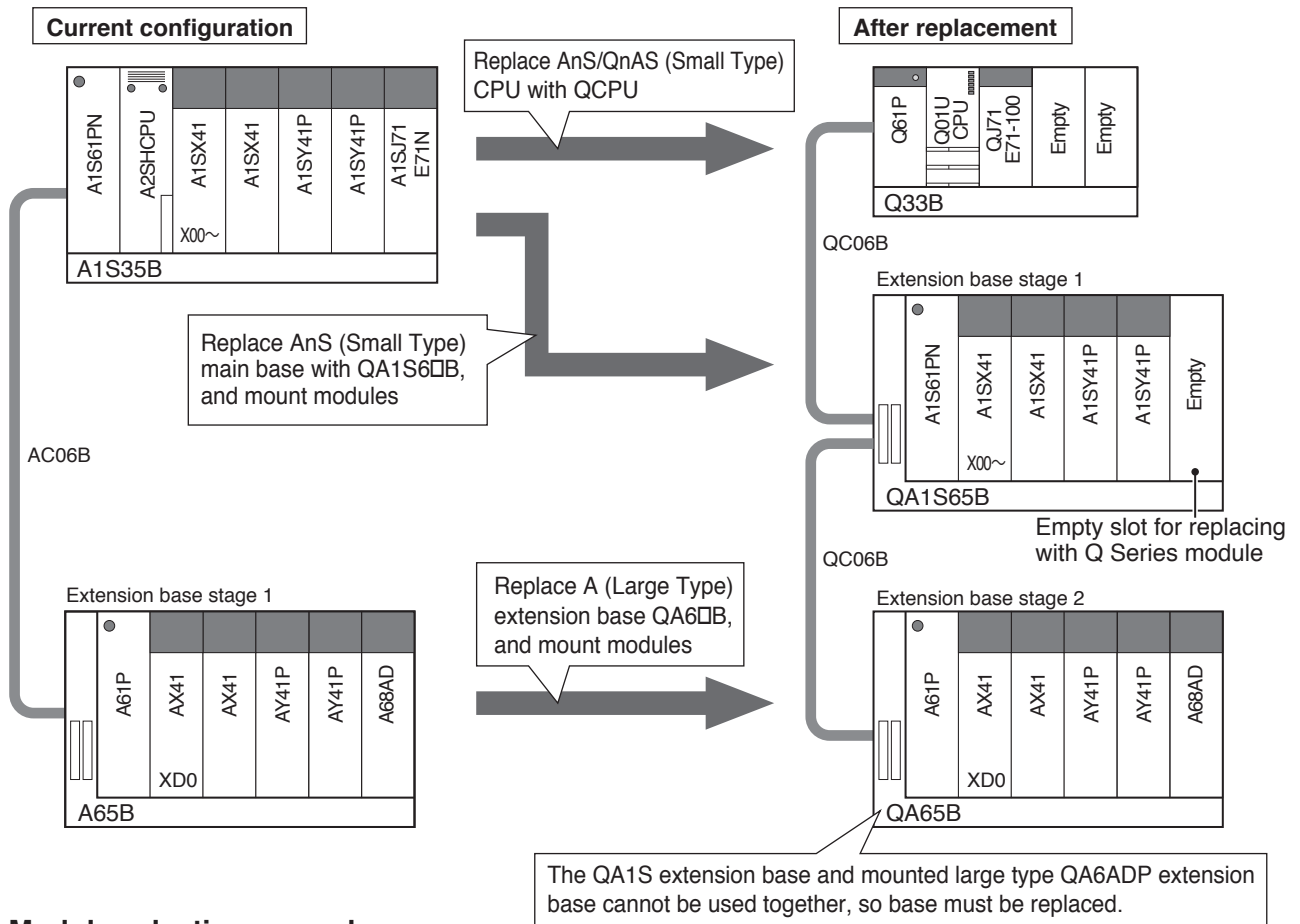 Current configuration
After replacement
Replace AnS/QnAS (Small Type)
CPU with QCPU
A1S61PN
A2SHCPU
A1SX41
X00～
A1SX41
A1SY41P
A1SY41P
A1SJ71
E71N
A1S35B
Q61P
Q01U
CPU
QJ71
E71-100
Empty
Empty
Q33B
QC06B
Replace AnS (Small Type)
main base with QA1S6□B,
and mount modules
Extension base stage 1
A1S61PN
A1SX41
X00～
A1SX41
A1SY41P
A1SY41P
Empty
QA1S65B
Empty slot for replacing
with Q Series module
AC06B
QC06B
Extension base stage 1
A61P
AX41
XD0
AX41
AY41P
AY41P
A68AD
A65B
Replace A (Large Type)
extension base QA6□B,
and mount modules
Extension base stage 2
A61P
AX41
XD0
AX41
AY41P
AY41P
A68AD
QA65B
The QA1S extension base and mounted large type QA6ADP extension
base cannot be used together, so base must be replaced.